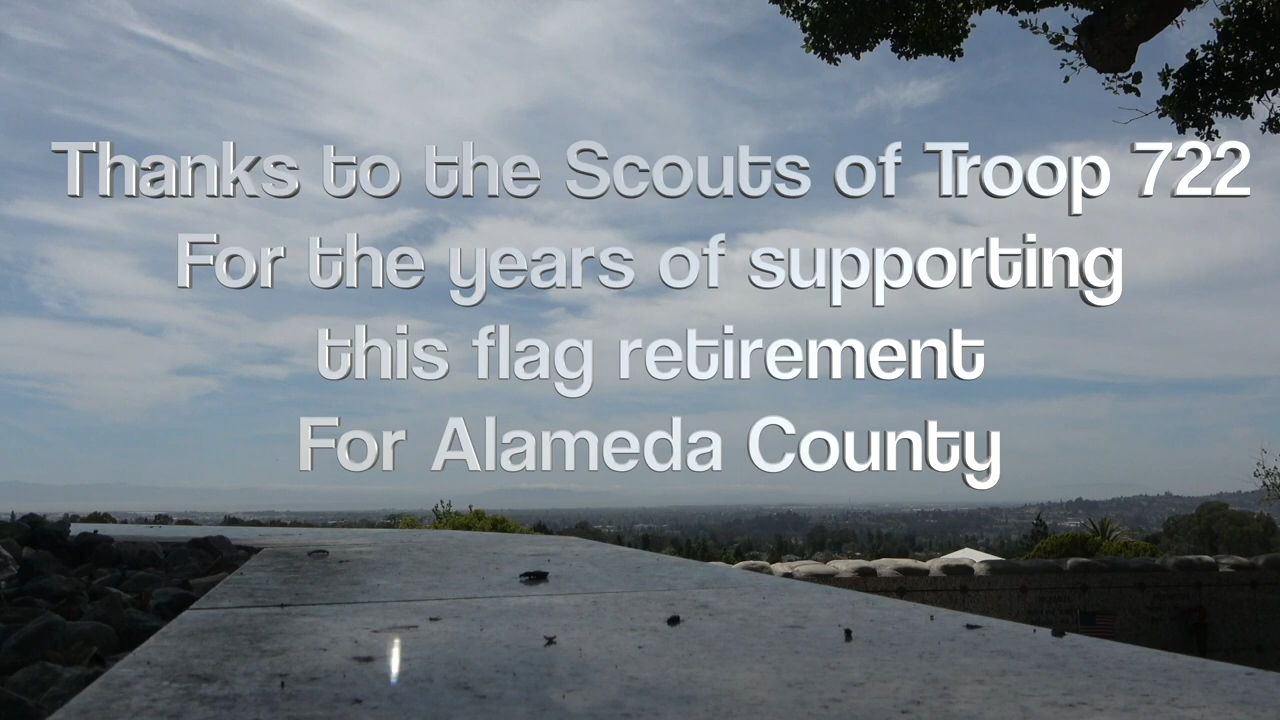 Thanks to the Scouts of Troop 722
For the years of supporting
this flag retirement
For Alameda County